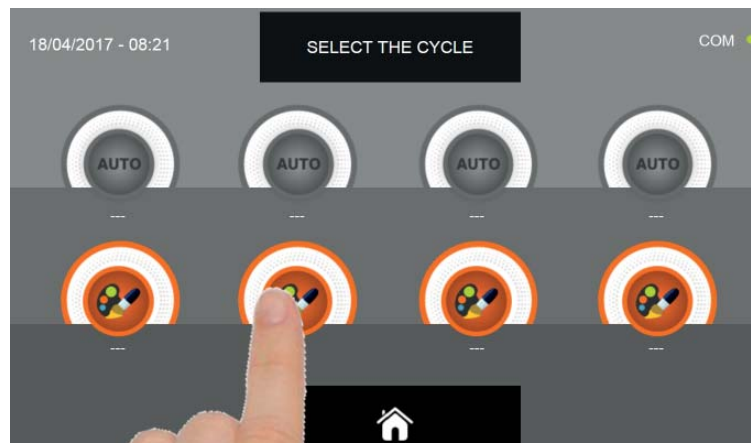 18/04/2017 - 08:21
SELECT THE CYCLE
COM
AUTO
AUTO
AUTO
AUTO
---
---
---
---
---
---
---